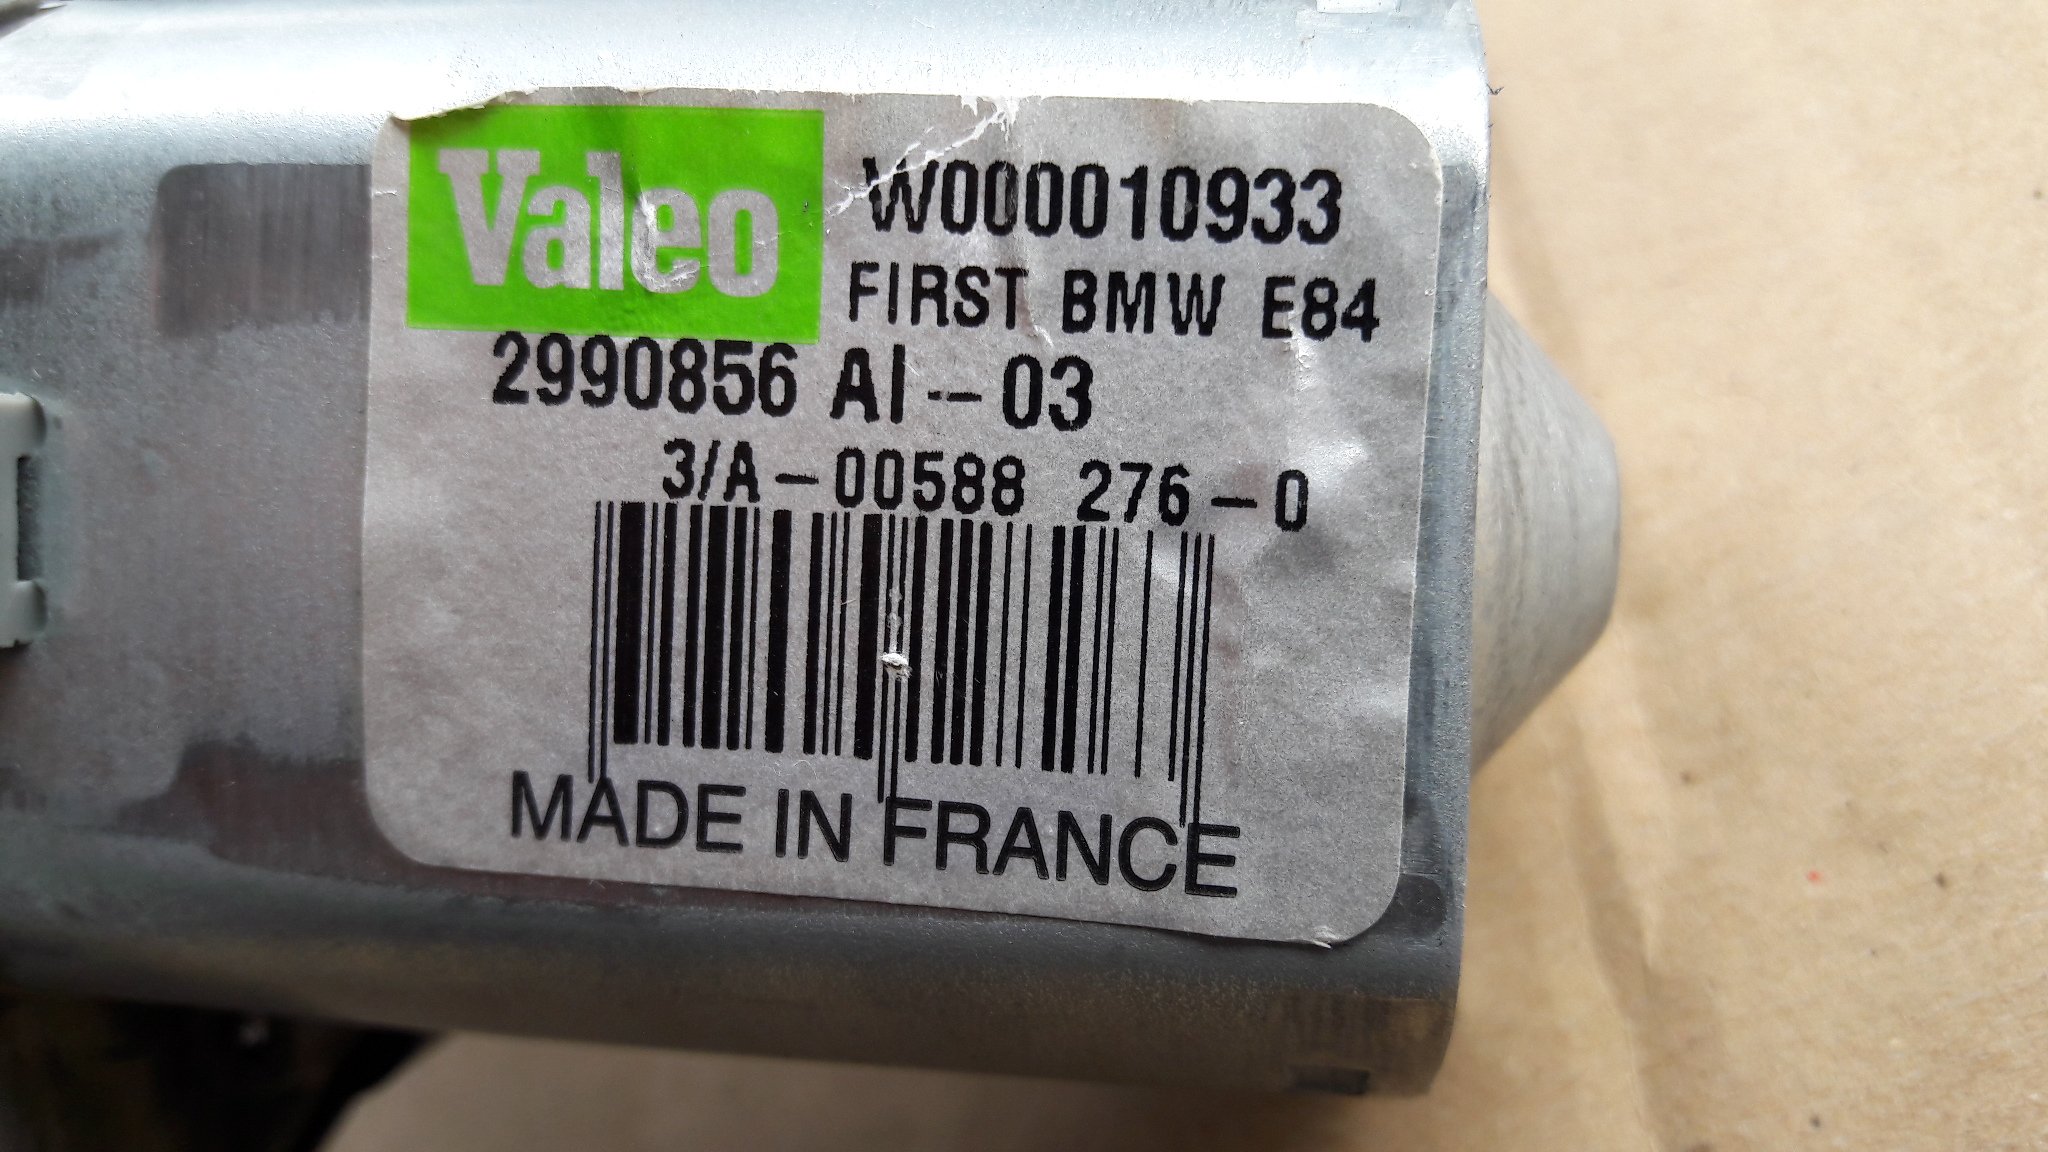 Valeo
W000010933
FIRST BMW E84
2990856 AI-03
3/A-00588 276-0
MADE IN FRANCE